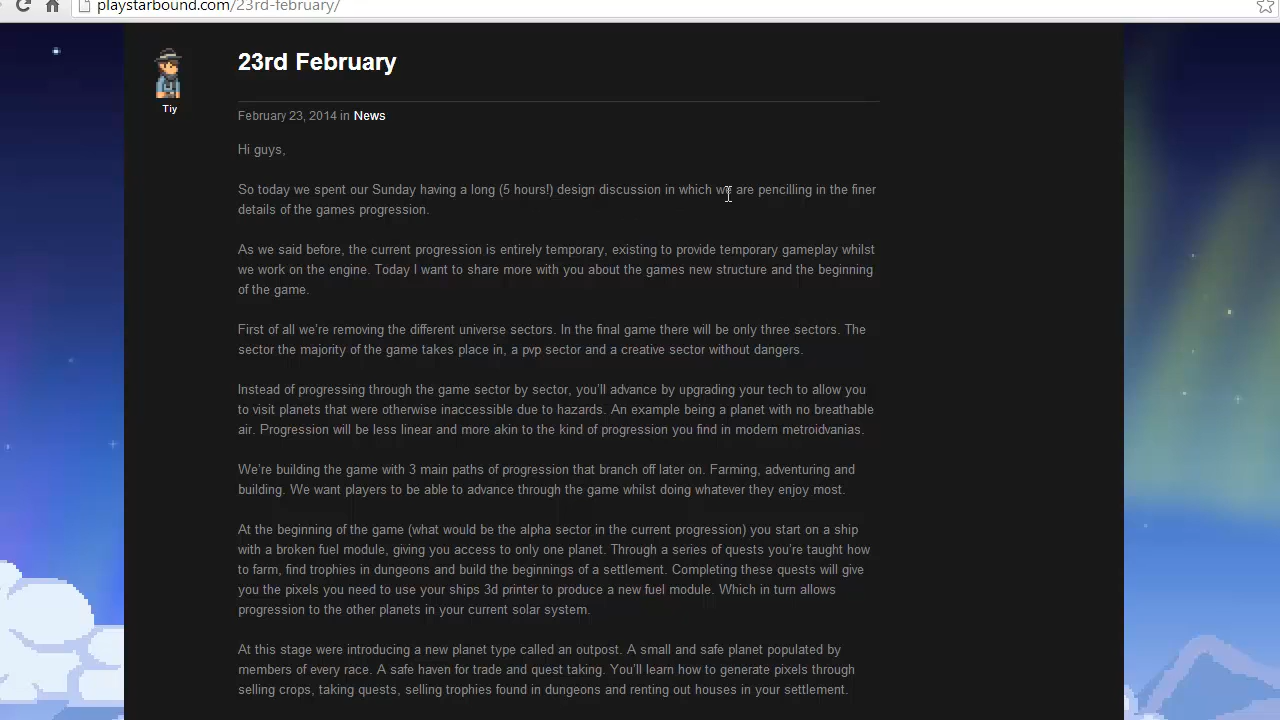 playstarbound.com/23rd-february/
23rd February
Tiy
February 23, 2014 in News
Hi guys,
So today we spent our Sunday having a long (5 hours!) design discussion in which we are pencilling in the finer
details of the games progression.
As we said before, the current progression is entirely temporary, existing to provide temporary gameplay whilst
we work on the engine. Today I want to share more with you about the games new structure and the beginning
of the game.
First of all we're removing the different universe sectors. In the final game there will be only three sectors. The
sector the majority of the game takes place in, a pvp sector and a creative sector without dangers.
Instead of progressing through the game sector by sector, you'll advance by upgrading your tech to allow you
to visit planets that were otherwise inaccessible due to hazards. An example being a planet with no breathable
air. Progression will be less linear and more akin to the kind of progression you find in modern metroidvanias.
We're building the game with 3 main paths of progression that branch off later on. Farming, adventuring and
building. We want players to be able to advance through the game whilst doing whatever they enjoy most.
At the beginning of the game (what would be the alpha sector in the current progression) you start on a ship
with a broken fuel module, giving you access to only one planet. Through a series of quests you're taught how
to farm, find trophies in dungeons and build the beginnings of a settlement. Completing these quests will give
you the pixels you need to use your ships 3d printer to produce a new fuel module. Which in turn allows
progression to the other planets in your current solar system.
At this stage were introducing a new planet type called an outpost. A small and safe planet populated by
members of every race. A safe haven for trade and quest taking. You'll learn how to generate pixels through
selling crops, taking quests, selling trophies found in dungeons and renting out houses in your settlement.